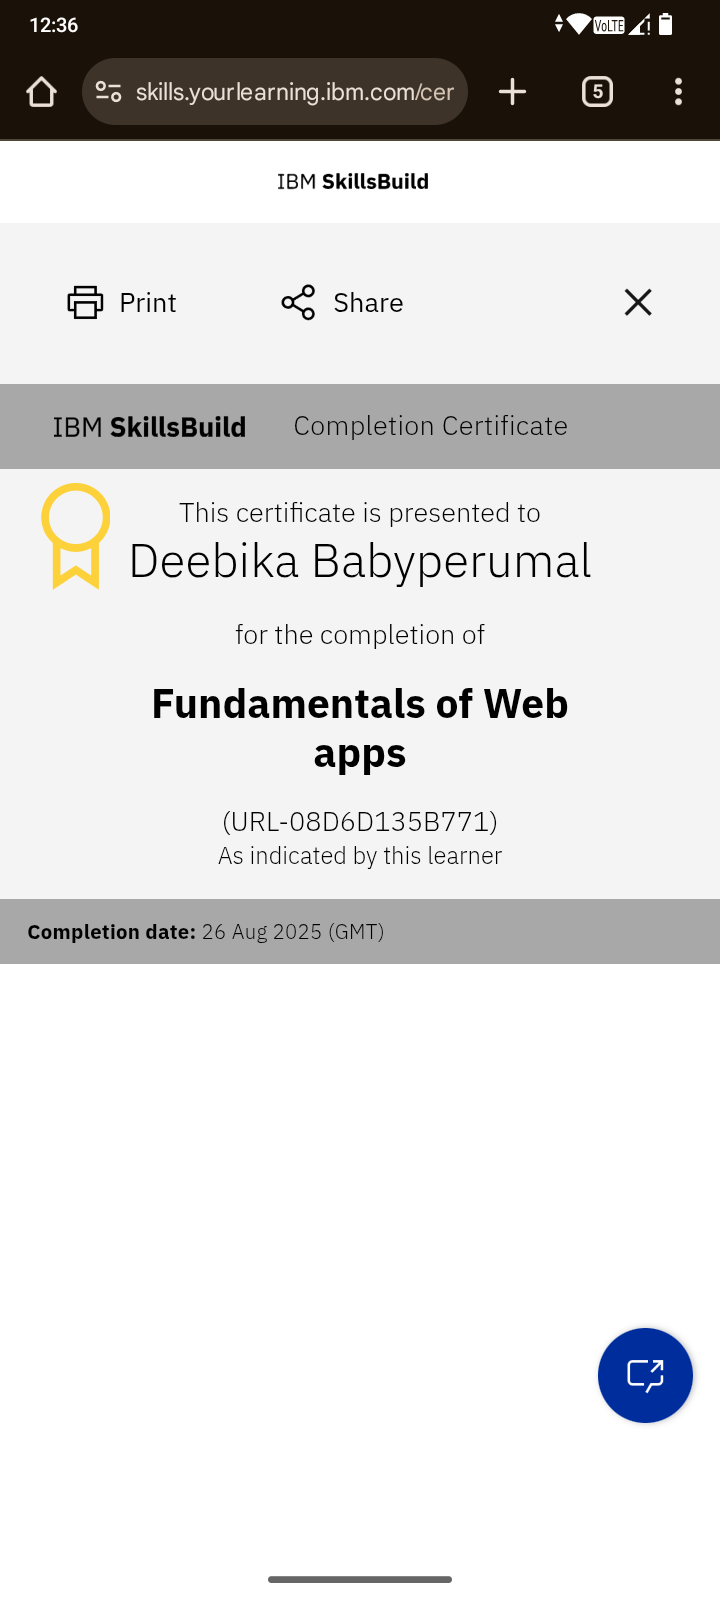 12:36
VoLTE
skills.yourlearning.ibm.com/cer
5
IBM SkillsBuild
Print
Share
IBM SkillsBuild Completion Certificate
This certificate is presented to
Deebika Babyperumal
for the completion of
Fundamentals of Web
apps
(URL-08D6D135B771)
As indicated by this learner
Completion date: 26 Aug 2025 (GMT)